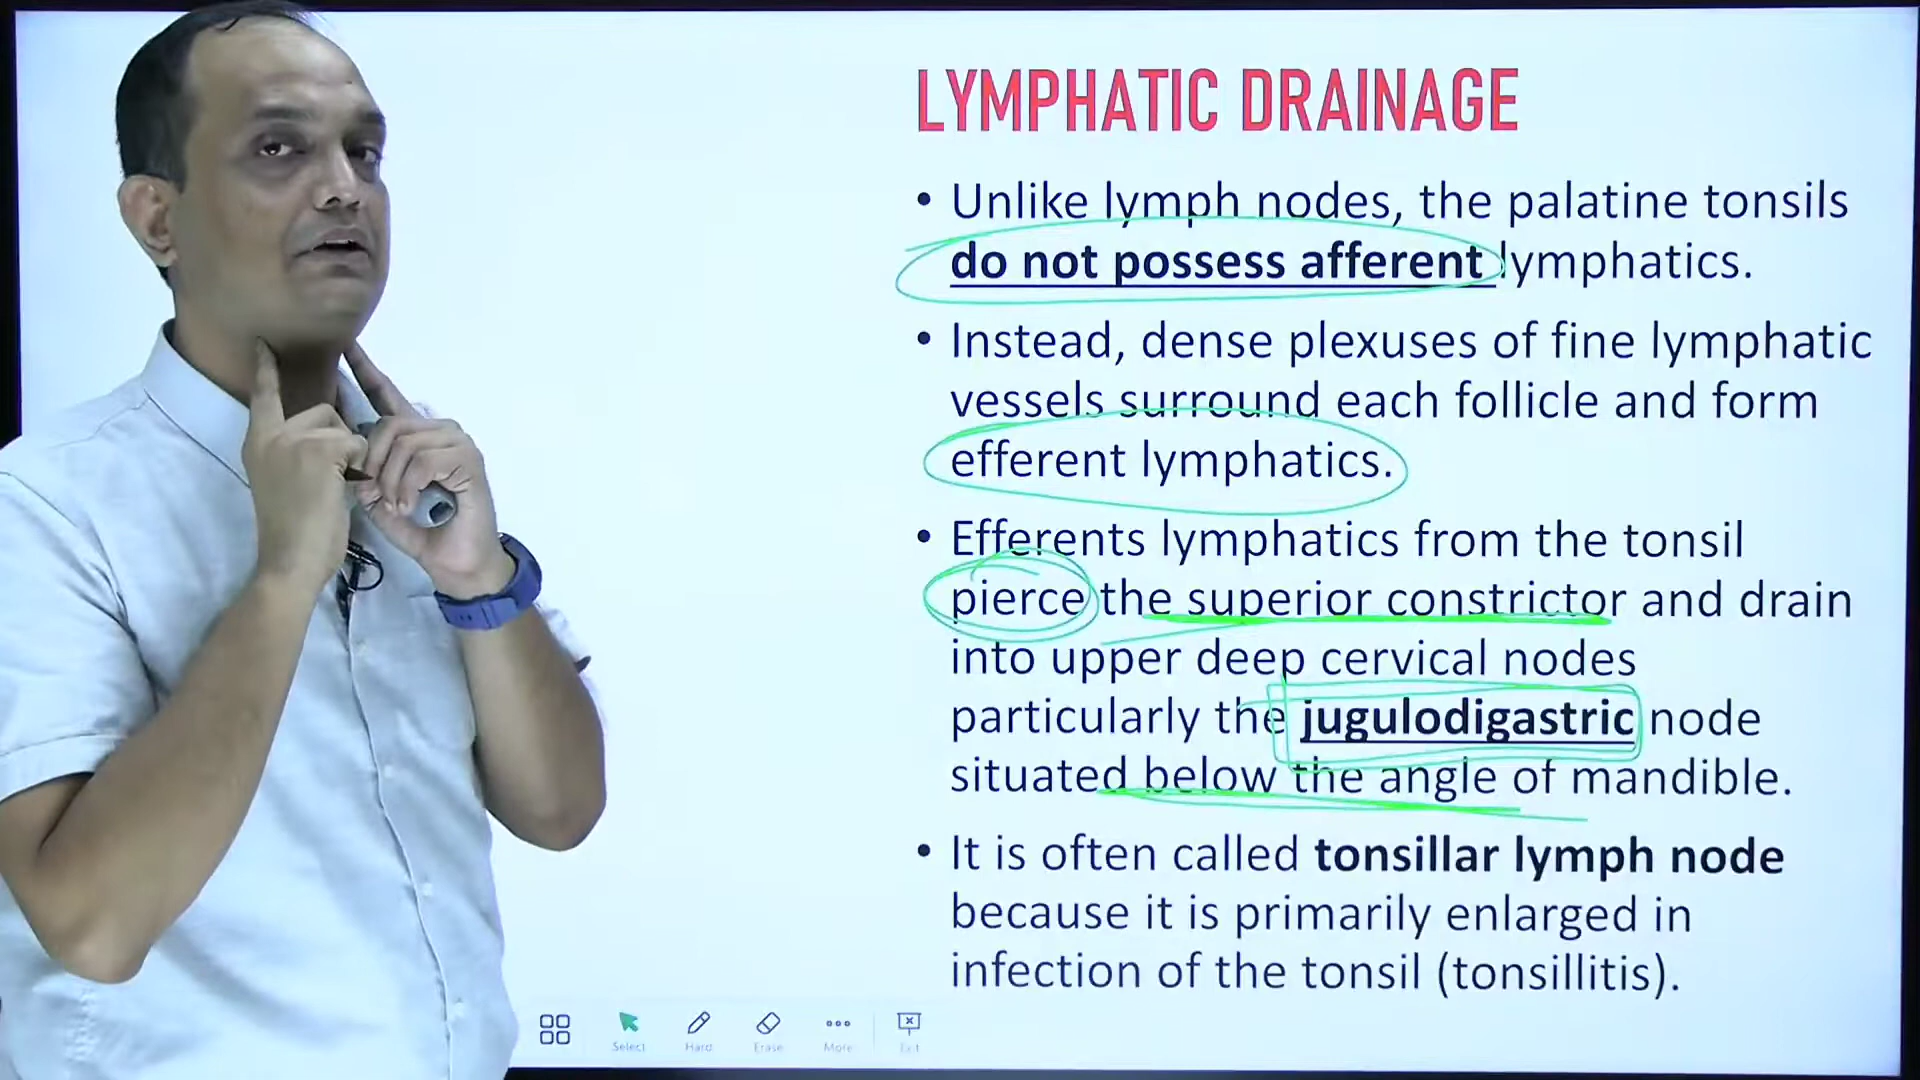 LYMPHATIC DRAINAGE
• Unlike lymph nodes, the palatine tonsils
do not possess afferent lymphatics.
• Instead, dense plexuses of fine lymphatic
vessels surround each follicle and form
efferent lymphatics.
• Efferents lymphatics from the tonsil
pierce the superior constrictor and drain
into upper deep cervical nodes
particularly the jugulodigastric node
situated below the angle of mandible.
• It is often called tonsillar lymph node
because it is primarily enlarged in
infection of the tonsil (tonsillitis).
Select Hard Erase More Exit